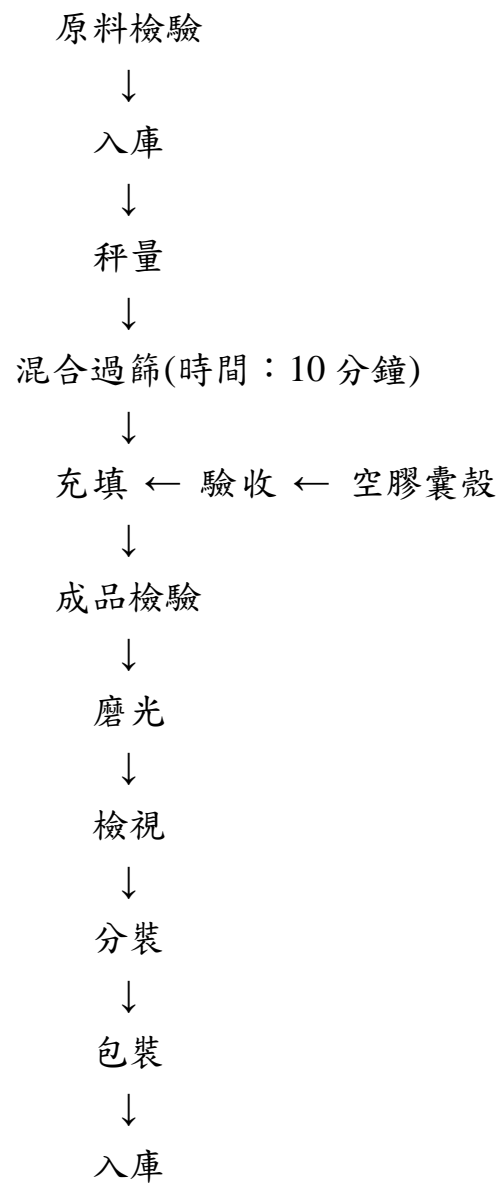 原料檢驗
↓
入庫
↓
秤量
↓
混合過篩(時間：10 分鐘)
↓
充填 ← 驗收 ← 空膠囊殼
↓
成品檢驗
↓
磨光
↓
檢視
↓
分裝
↓
包裝
↓
入庫